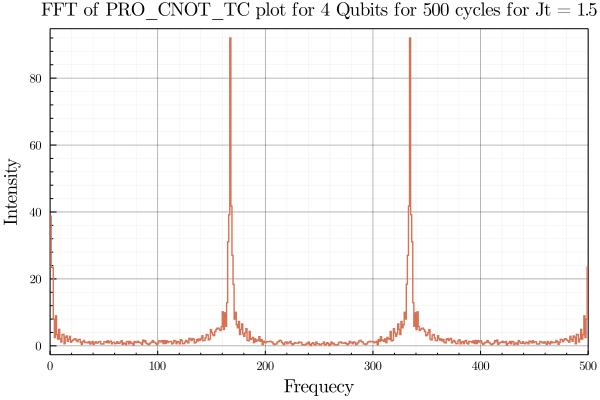 FFT of PRO_CNOT_TC plot for 4 Qubits for 500 cycles for Jt = 1.5
Intensity
80
60
40
20
0
0 100 200 300 400 500
Frequecy